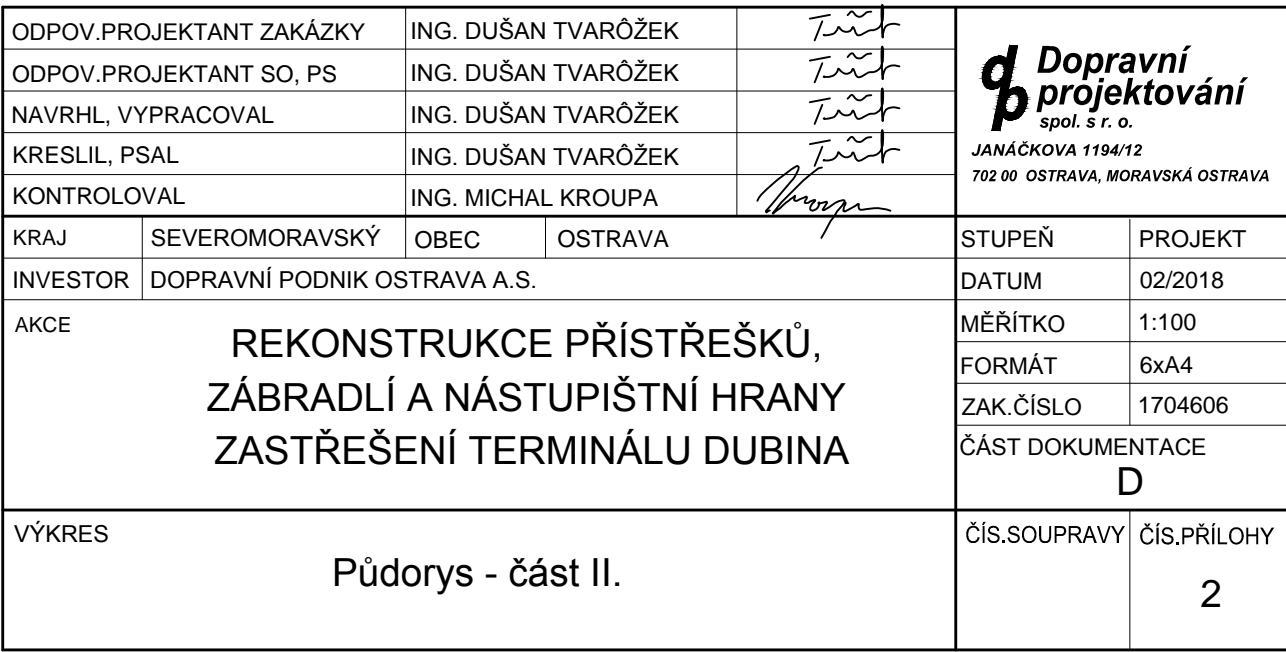 ODPOV.PROJEKTANT ZAKÁZKY ING. DUŠAN TVARÔŽEK
ODPOV.PROJEKTANT SO, PS ING. DUŠAN TVARÔŽEK
NAVRHL, VYPRACOVAL ING. DUŠAN TVARÔŽEK
KRESLIL, PSAL ING. DUŠAN TVARÔŽEK
KONTROLOVAL ING. MICHAL KROUPA
dp Dopravní
projektování
spol. s r. o.
JANÁČKOVA 1194/12
702 00 OSTRAVA, MORAVSKÁ OSTRAVA
KRAJ SEVEROMORAVSKÝ OBEC OSTRAVA
INVESTOR DOPRAVNÍ PODNIK OSTRAVA A.S.
STUPEŇ PROJEKT
DATUM 02/2018
MĚŘÍTKO 1:100
FORMÁT 6xA4
ZAK.ČÍSLO 1704606
ČÁST DOKUMENTACE
D
AKCE
REKONSTRUKCE PŘÍSTŘEŠKŮ,
ZÁBRADLÍ A NÁSTUPIŠTNÍ HRANY
ZASTŘEŠENÍ TERMINÁLU DUBINA
VÝKRES
Půdorys - část II.
ČÍS.SOUPRAVY ČÍS.PŘÍLOHY
2